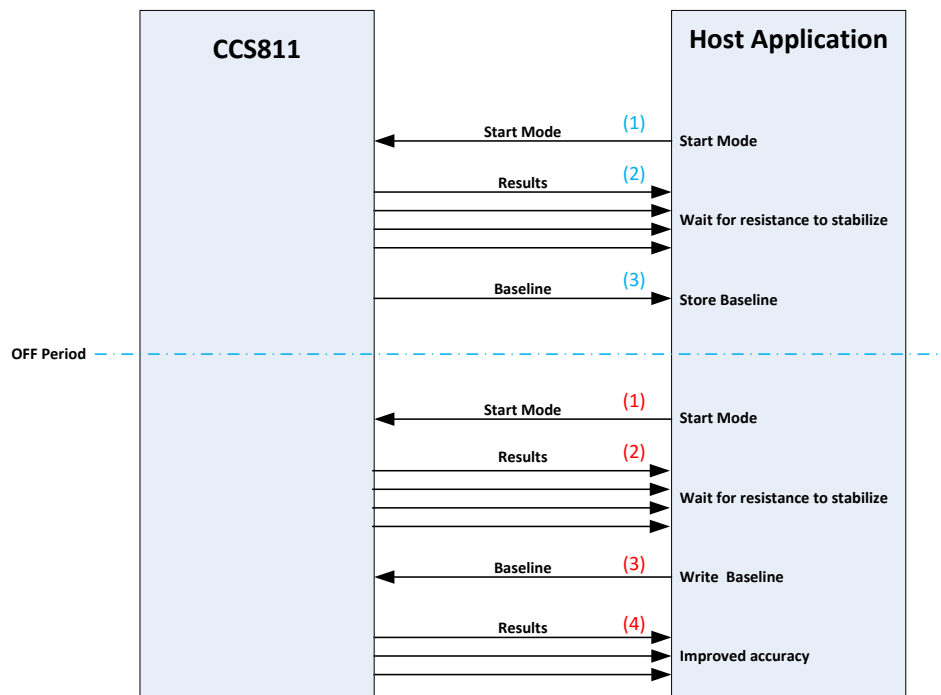 CCS811
Host Application
Start Mode (1) Start Mode
Results (2)
Wait for resistance to stabilize
Baseline (3) Store Baseline
OFF Period
Start Mode (1) Start Mode
Results (2)
Wait for resistance to stabilize
Baseline (3) Write Baseline
Results (4)
Improved accuracy